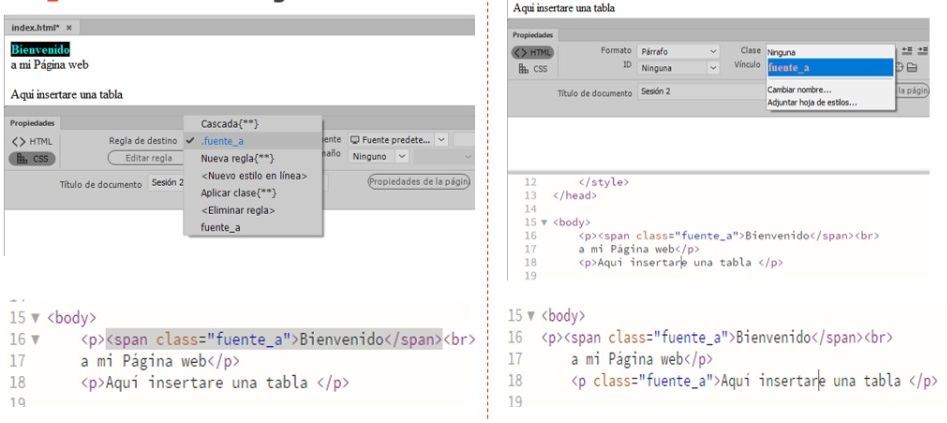 index.html* ×
Bienvenido
a mi Página web
Aquí insertare una tabla
Propiedades
<> HTML
CSS
Regla de destino
Editar regla
Título de documento Sesión 2
Cascada{**}
✓ .fuente_a
Nueva regla{**}
<Nuevo estilo en línea>
Aplicar clase{**}
<Eliminar regla>
fuente_a
Fuente predete...
Ninguno
Propiedades de la págin
15 ▼ <body>
16 ▼ <p><span class="fuente_a">Bienvenido</span><br>
17 a mi Página web</p>
18 <p>Aquí insertare una tabla </p>
19
Aqui insertare una tabla
Propiedades
<> HTML
CSS
Formato Párrafo
ID Ninguna
Clase Ninguna
Vínculo fuente_a
Cambiar nombre...
Adjuntar hoja de estilos...
Título de documento Sesión 2
la págin
12 </style>
13 </head>
14
15 ▼ <body>
16 <p><span class="fuente_a">Bienvenido</span><br>
17 a mi Página web</p>
18 <p>Aquí insertare una tabla </p>
19
15 ▼ <body>
16 <p><span class="fuente_a">Bienvenido</span><br>
17 a mi Página web</p>
18 <p class="fuente_a">Aquí insertare una tabla </p>
19